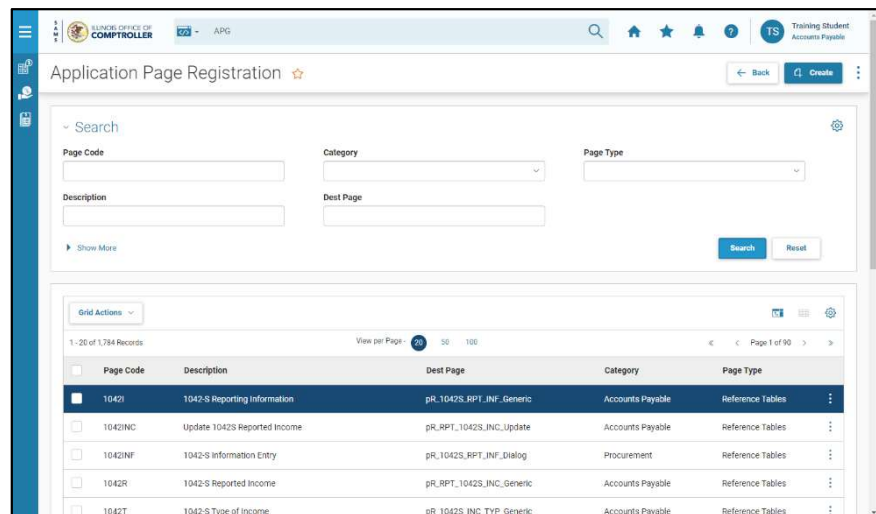 SAMS
ILLINOIS OFFICE OF
COMPTROLLER
APG
?
TS
Training Student
Accounts Payable
Application Page Registration
Back
Create
Search
Page Code
Category
Page Type
Description
Dest Page
Show More
Search
Reset
Grid Actions
1 - 20 of 1,784 Records
View per Page - 20 50 100
« < Page 1 of 90 > »
Page Code Description Dest Page Category Page Type
1042I 1042-S Reporting Information pR_1042S_RPT_INF_Generic Accounts Payable Reference Tables
1042INC Update 1042S Reported Income pR_RPT_1042S_INC_Update Accounts Payable Reference Tables
1042INF 1042-S Information Entry pR_1042S_RPT_INF_Dialog Procurement Reference Tables
1042R 1042-S Reported Income pR_RPT_1042S_INC_Generic Accounts Payable Reference Tables
1042T 1042-S Type of Income pR_1042S_INC_TYP_Generic Accounts Payable Reference Tables